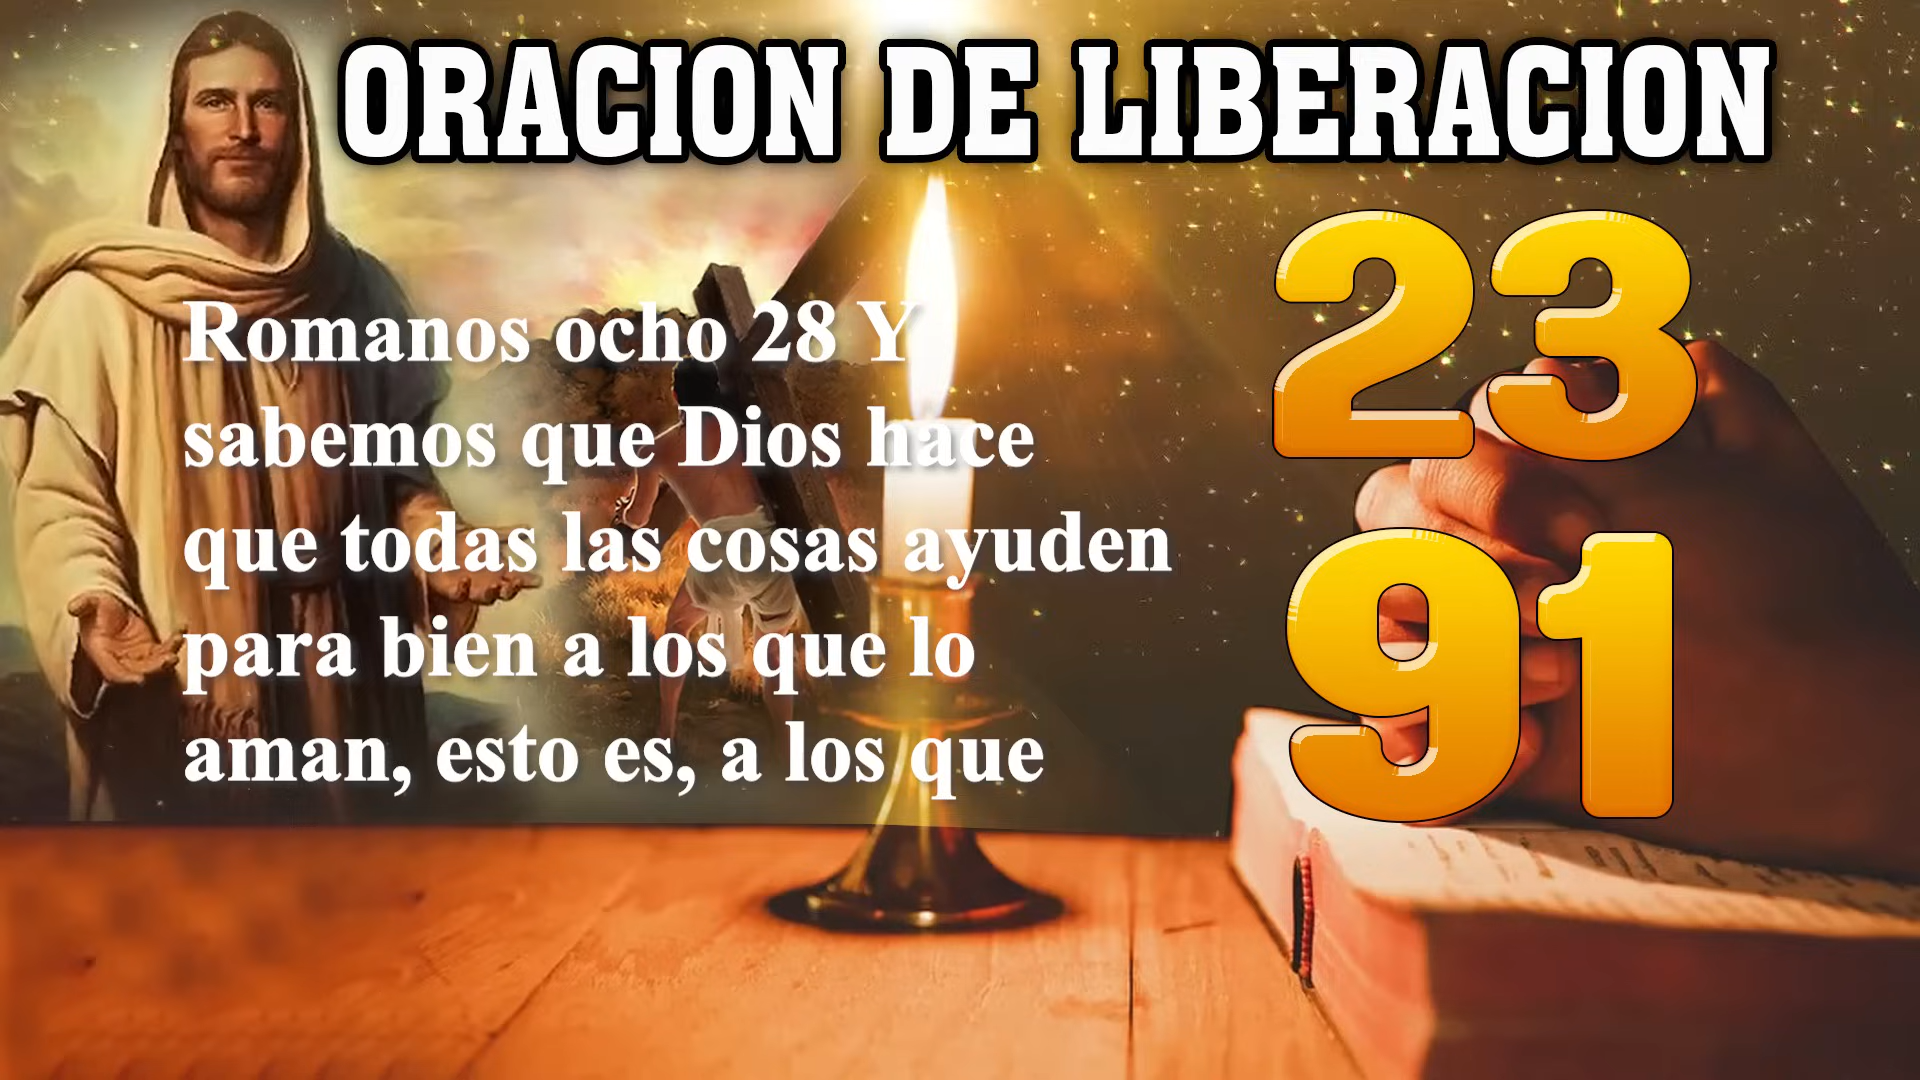 ORACION DE LIBERACION
Romanos ocho 28 Y
sabemos que Dios hace
que todas las cosas ayuden
para bien a los que lo
aman, esto es, a los que
23
91